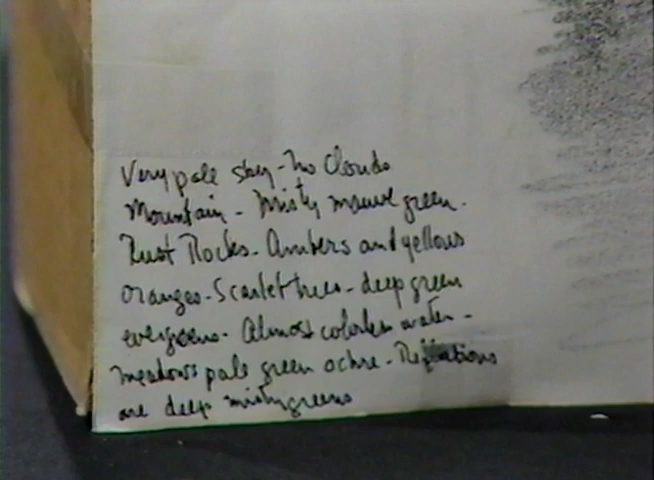 Very pale sky - No Clouds
Mountain - Misty mauve green.
Rust Rocks. Ambers and yellows
oranges. Scarlet trees - deep green
evergreens. Almost colorless water -
meadows pale green ochre - Reflections
are deep misty greens